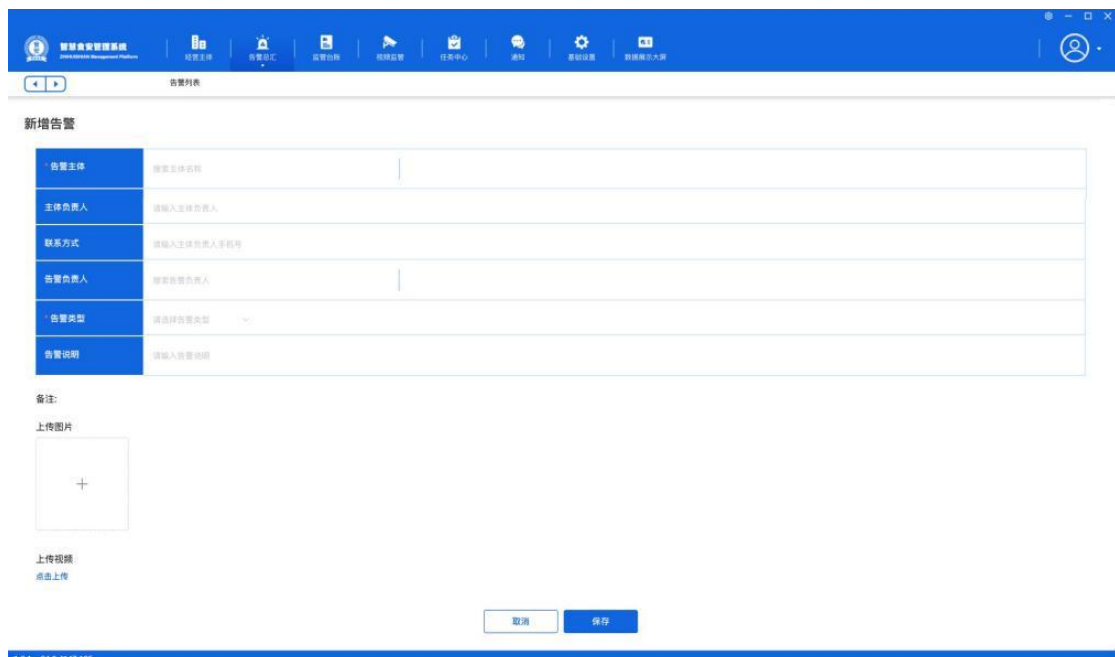 智慧食安管理系统
经营主体
告警总汇
监管台账
视频监管
任务中心
通知
基础设置
数据展示大屏
告警列表
新增告警
*告警主体
搜索主体名称
主体负责人
请输入主体负责人
联系方式
请输入主体负责人手机号
告警负责人
搜索告警负责人
*告警类型
请选择告警类型
告警说明
请输入告警说明
备注:
上传图片
上传视频
点击上传
取消
保存